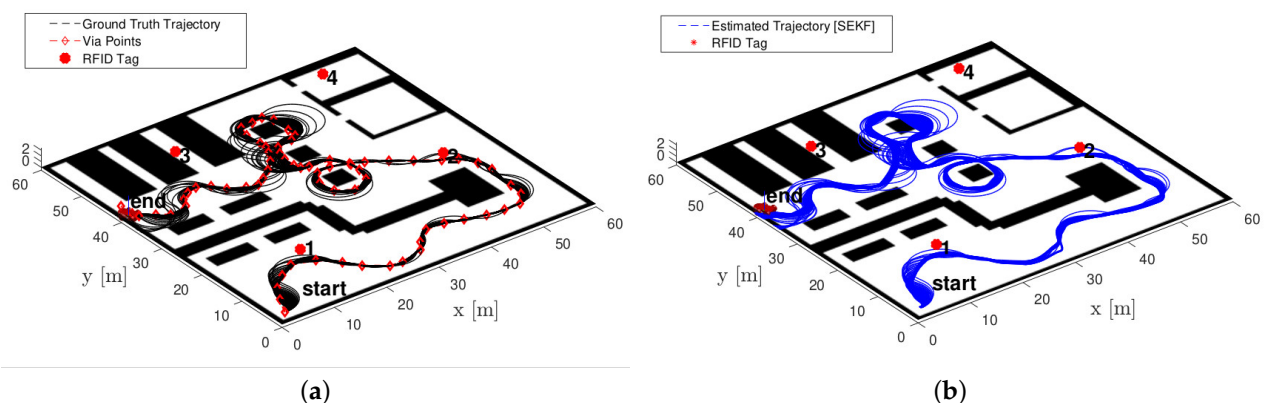 Ground Truth Trajectory
Via Points
RFID Tag
4
3
2
1
end
start
2
0
60
50
40
30
20
10
0
y [m]
0
10
20
30
40
50
60
x [m]
(a)
Estimated Trajectory [SEKF]
RFID Tag
4
3
2
1
end
start
2
0
60
50
40
30
20
10
0
y [m]
0
10
20
30
40
50
60
x [m]
(b)